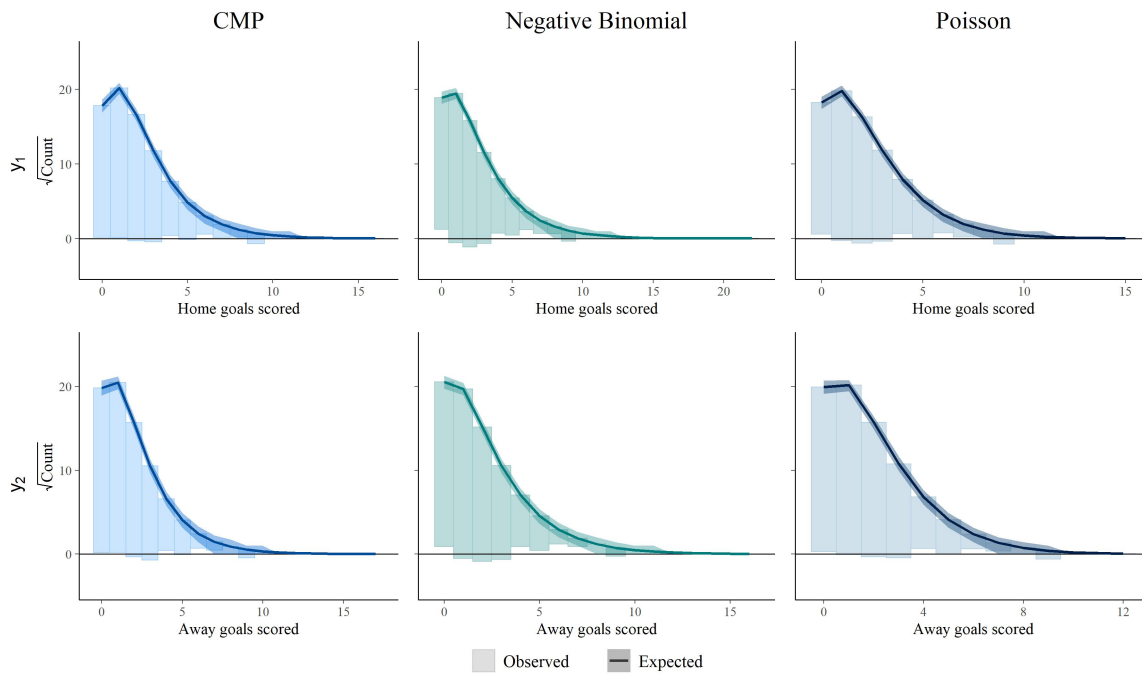 CMP Negative Binomial Poisson
y1
√Count
20
10
0
0 5 10 15
0 5 10 15 20
0 5 10 15
Home goals scored Home goals scored Home goals scored
y2
√Count
20
10
0
0 5 10 15
0 5 10 15
0 4 8 12
Away goals scored Away goals scored Away goals scored
Observed Expected